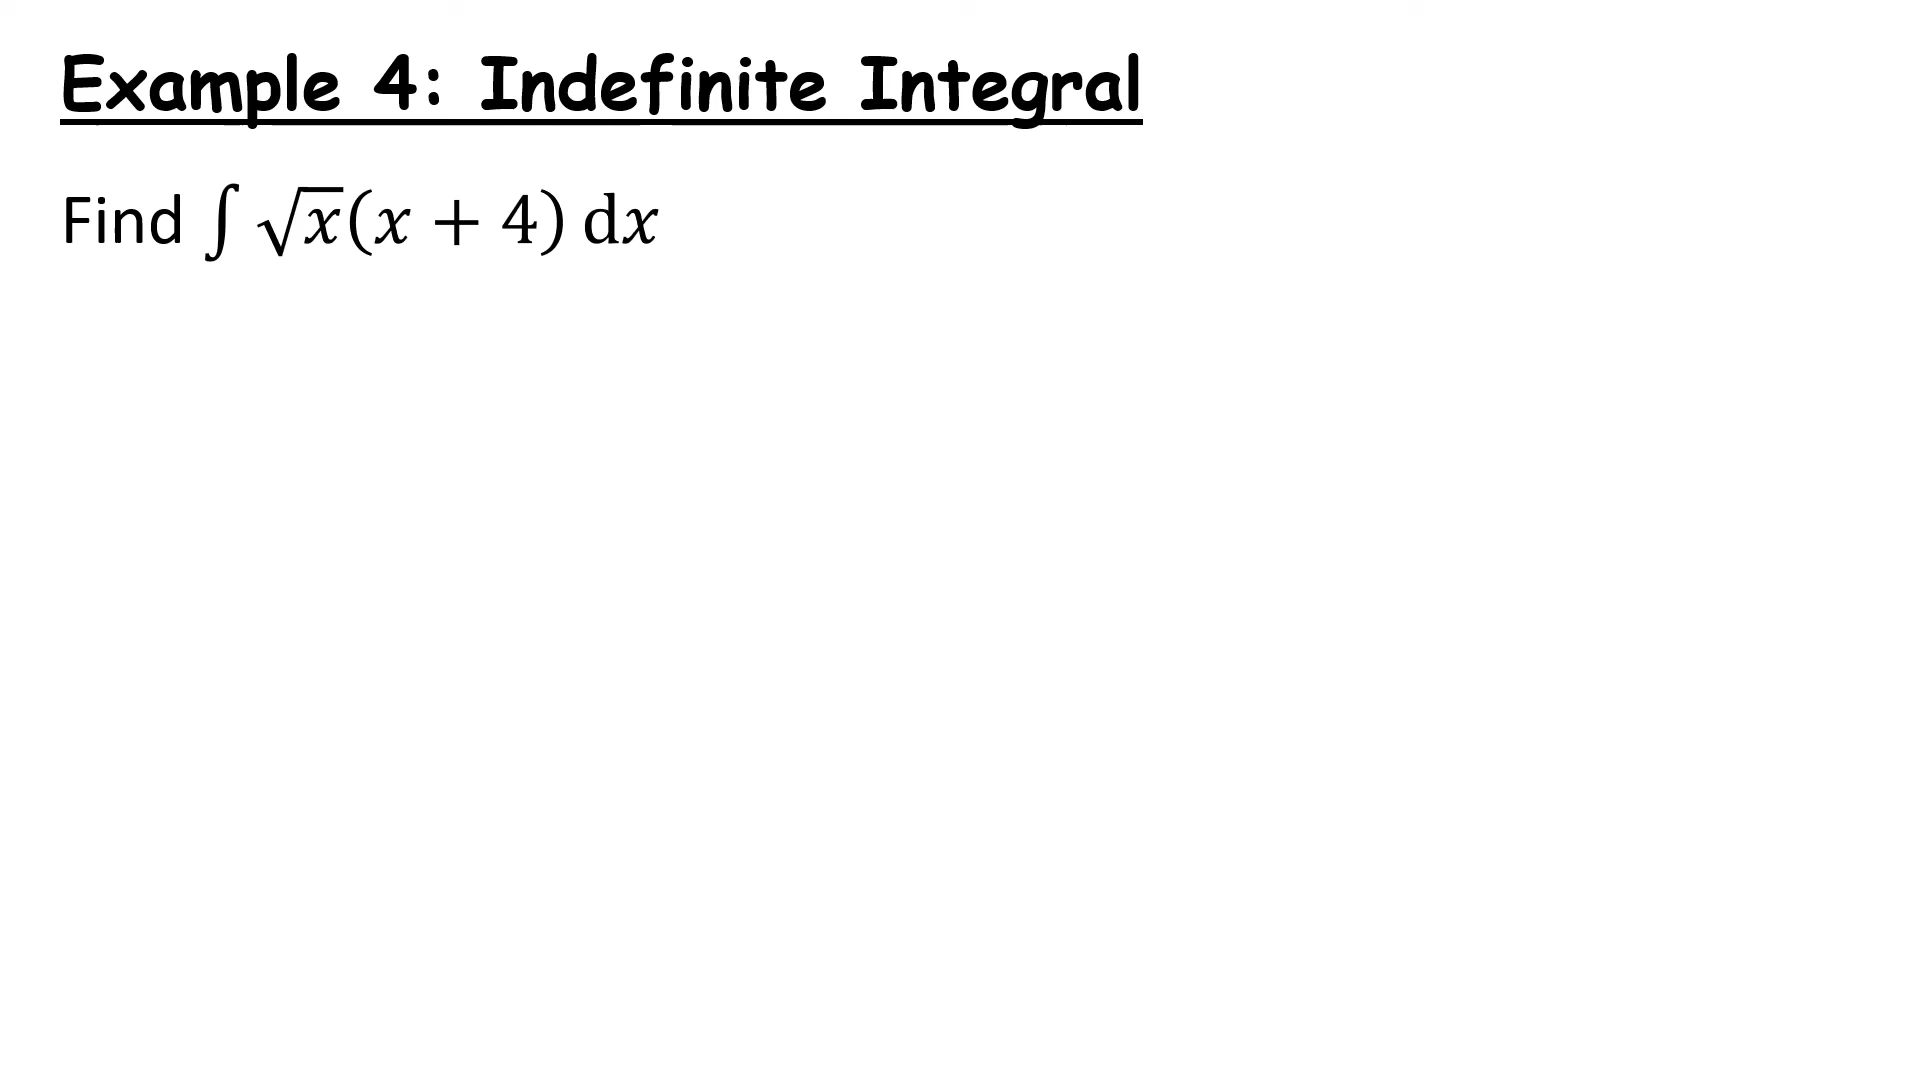 Example 4: Indefinite Integral
Find ∫ √x(x + 4) dx